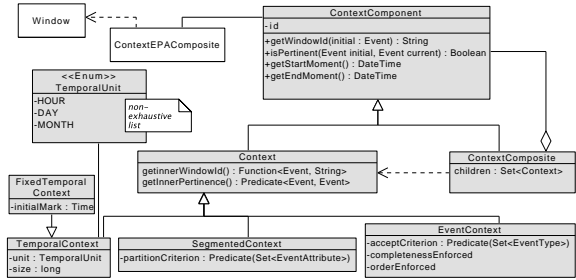 Window
ContextEPAComposite
ContextComponent
-id
+getWindowId(initial : Event) : String
+isPertinent(Event initial, Event current) : Boolean
+getStartMoment() : DateTime
+getEndMoment() : DateTime
<<Enum>>
TemporalUnit
-HOUR
-DAY
-MONTH
non-
exhaustive
list
Context
getinnerWindowId() : Function<Event, String>
getInnerPertinence() : Predicate<Event, Event>
ContextComposite
children : Set<Context>
FixedTemporal
Context
-initialMark : Time
TemporalContext
-unit : TemporalUnit
-size : long
SegmentedContext
-partitionCriterion : Predicate(Set<EventAttribute>)
EventContext
-acceptCriterion : Predicate(Set<EventType>)
-completenessEnforced
-orderEnforced